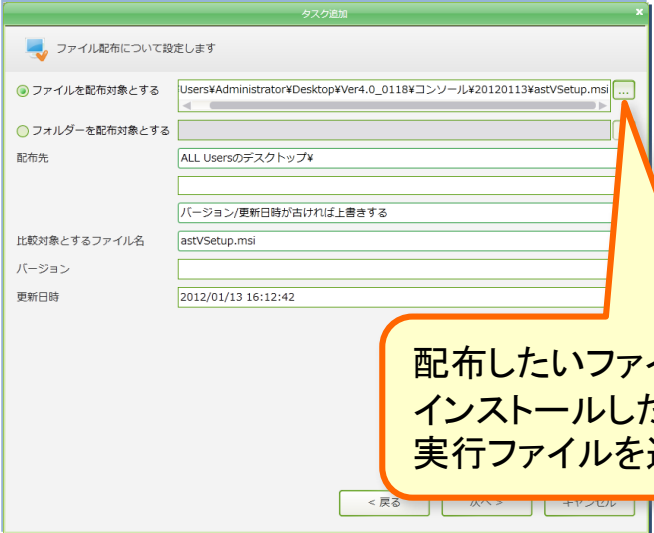 タスク追加
ファイル配布について設定します
ファイルを配布対象とする
Users¥Administrator¥Desktop¥Ver4.0_0118¥コンソール¥20120113¥astVSetup.msi
...
フォルダーを配布対象とする
配布先
ALL Usersのデスクトップ¥
バージョン/更新日時が古ければ上書きする
比較対象とするファイル名
astVSetup.msi
バージョン
更新日時
2012/01/13 16:12:42
配布したいファイ
インストールした
実行ファイルを選
< 戻る
次へ >
キャンセル